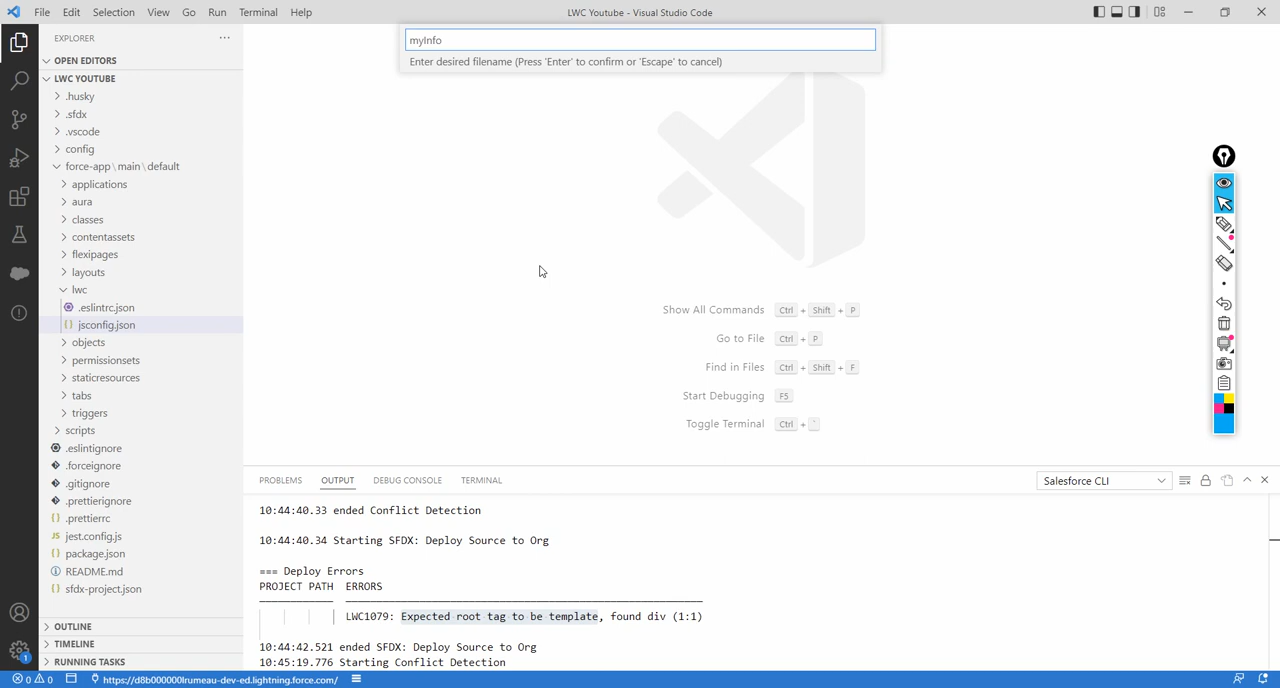 File Edit Selection View Go Run Terminal Help
LWC Youtube - Visual Studio Code
EXPLORER
myInfo
Enter desired filename (Press 'Enter' to confirm or 'Escape' to cancel)
OPEN EDITORS
LWC YOUTUBE
.husky
.sfdx
.vscode
config
force-app\main\default
applications
aura
classes
contentassets
flexipages
layouts
lwc
.eslintrc.json
jsconfig.json
objects
permissionsets
staticresources
tabs
triggers
scripts
.eslintignore
.forceignore
.gitignore
.prettierignore
.prettierrc
jest.config.js
package.json
README.md
sfdx-project.json
OUTLINE
TIMELINE
RUNNING TASKS
Show All Commands Ctrl + Shift + P
Go to File Ctrl + P
Find in Files Ctrl + Shift + F
Start Debugging F5
Toggle Terminal Ctrl + `
PROBLEMS OUTPUT DEBUG CONSOLE TERMINAL
Salesforce CLI
10:44:40.33 ended Conflict Detection
10:44:40.34 Starting SFDX: Deploy Source to Org
=== Deploy Errors
PROJECT PATH ERRORS
LWC1079: Expected root tag to be template, found div (1:1)
10:44:42.521 ended SFDX: Deploy Source to Org
10:45:19.776 Starting Conflict Detection
1
0 0 https://d8b000000lrumeau-dev-ed.lightning.force.com/